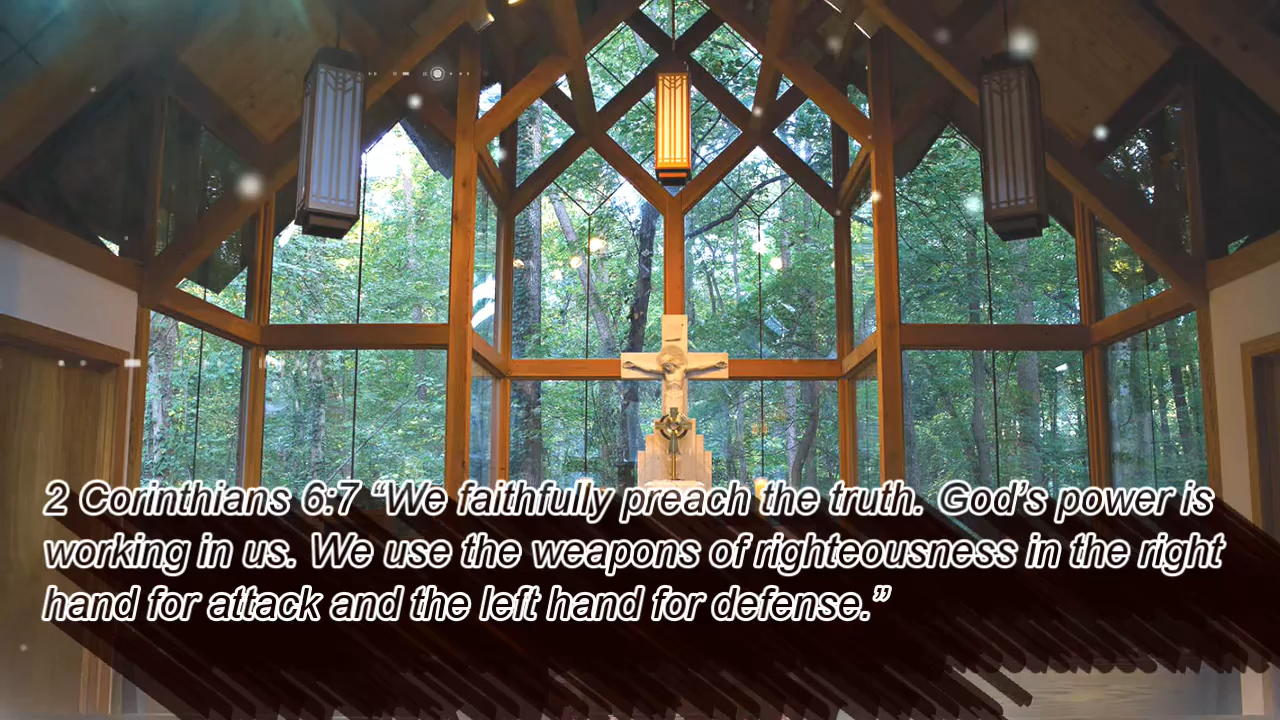 2 Corinthians 6:7 “We faithfully preach the truth. God’s power is
working in us. We use the weapons of righteousness in the right
hand for attack and the left hand for defense.”